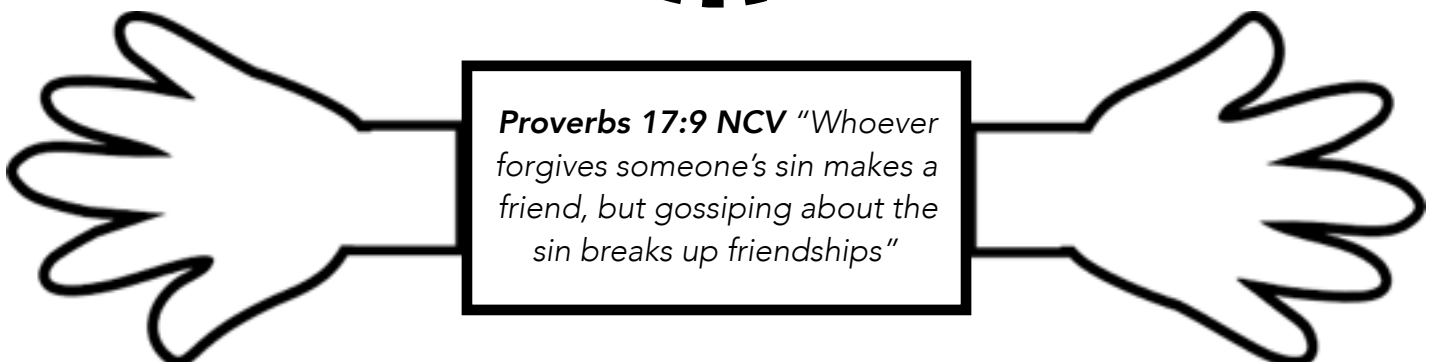 Proverbs 17:9 NCV “Whoever
forgives someone’s sin makes a
friend, but gossiping about the
sin breaks up friendships”